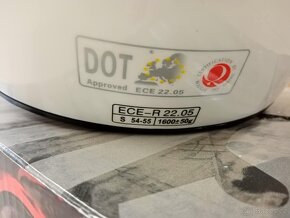 DOT
Approved ECE 22.05
ECE-R 22.05
S 54-55 1600±50g